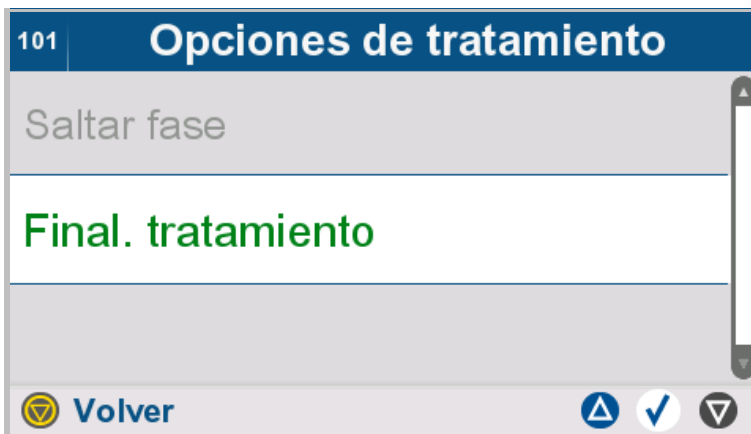 101 Opciones de tratamiento
Saltar fase
Final. tratamiento
Volver